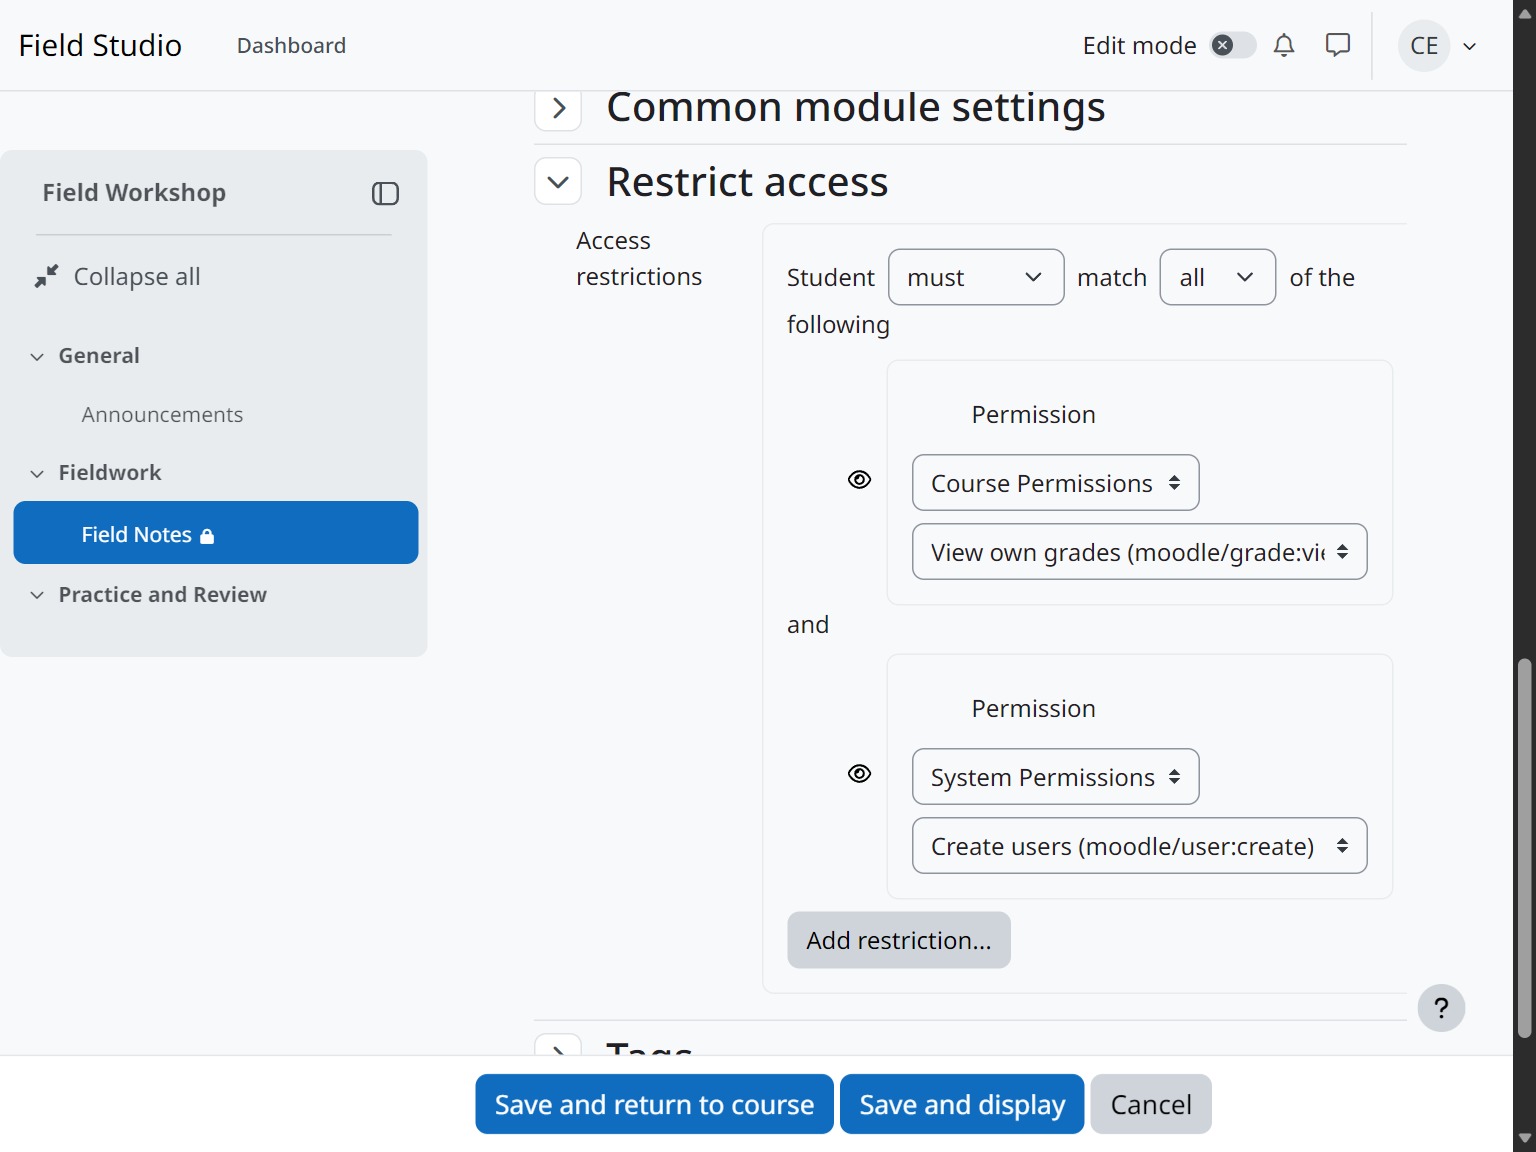 Field Studio
Dashboard
Edit mode
CE
Field Workshop
Collapse all
General
Announcements
Fieldwork
Field Notes
Practice and Review
Common module settings
Restrict access
Access
restrictions
Student must match all of the
following
Permission
Course Permissions
View own grades (moodle/grade:vie
and
Permission
System Permissions
Create users (moodle/user:create)
Add restriction...
?
Tags
Save and return to course
Save and display
Cancel